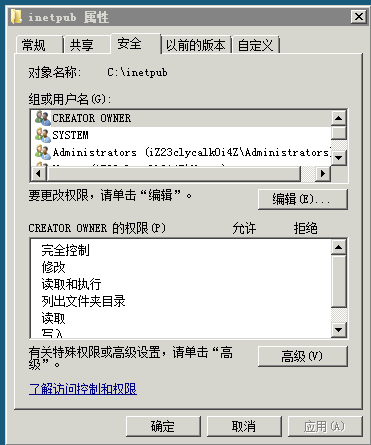 inetpub 属性
常规 共享 安全 以前的版本 自定义
对象名称: C:\inetpub
组或用户名(G):
CREATOR OWNER
SYSTEM
Administrators (iZ23clycalkOi4Z\Administrators)
要更改权限，请单击“编辑”。
编辑(E)...
CREATOR OWNER 的权限(P) 允许 拒绝
完全控制
修改
读取和执行
列出文件夹目录
读取
写入
有关特殊权限或高级设置，请单击“高
级”。
高级(V)
了解访问控制和权限
确定 取消 应用(A)